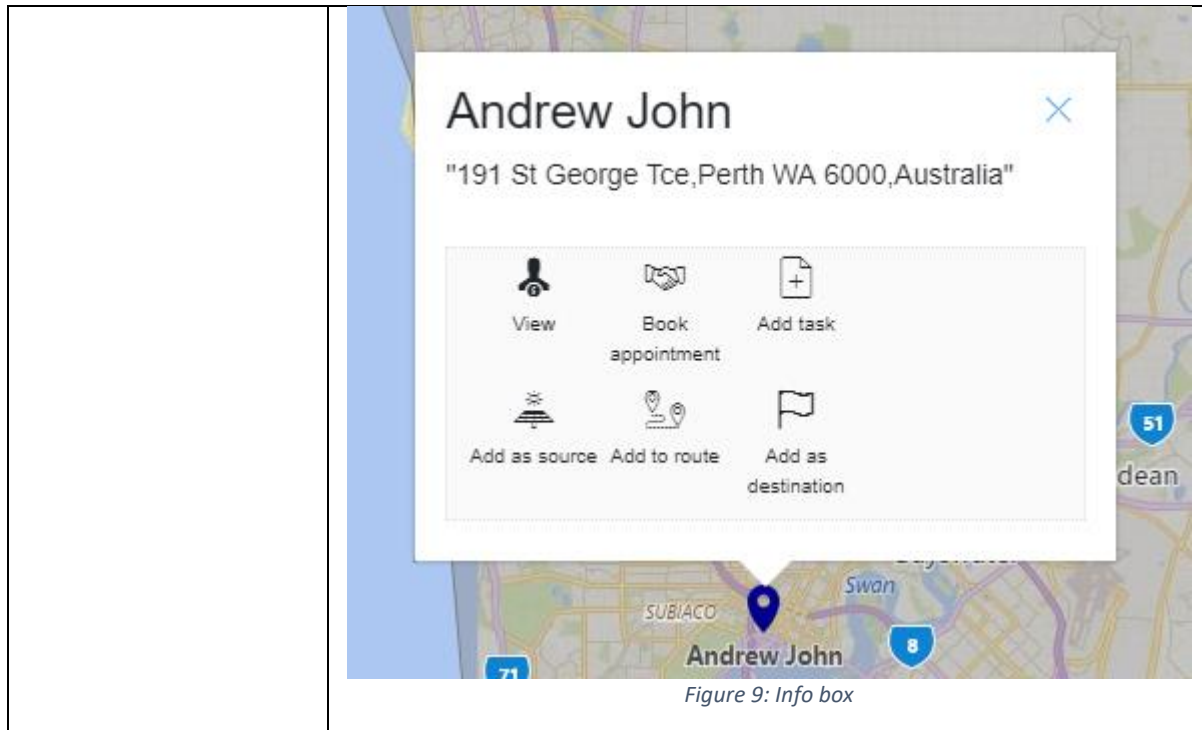 Andrew John
"191 St George Tce,Perth WA 6000,Australia"
View
Book
appointment
Add task
Add as source
Add to route
Add as
destination
51
dean
Swan
SUBIACO
8
Andrew John
71
Figure 9: Info box